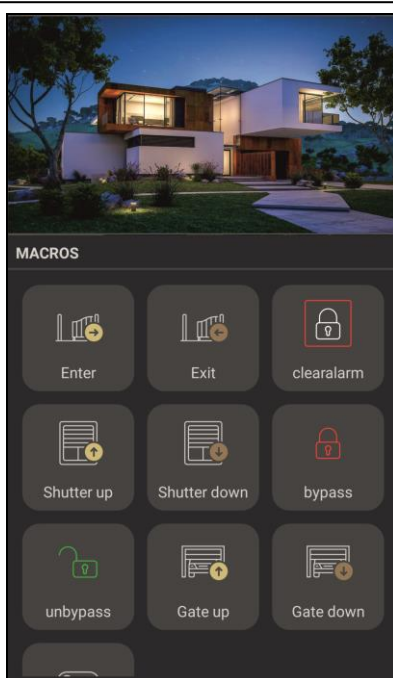 MACROS
Enter
Exit
clearalarm
Shutter up
Shutter down
bypass
unbypass
Gate up
Gate down